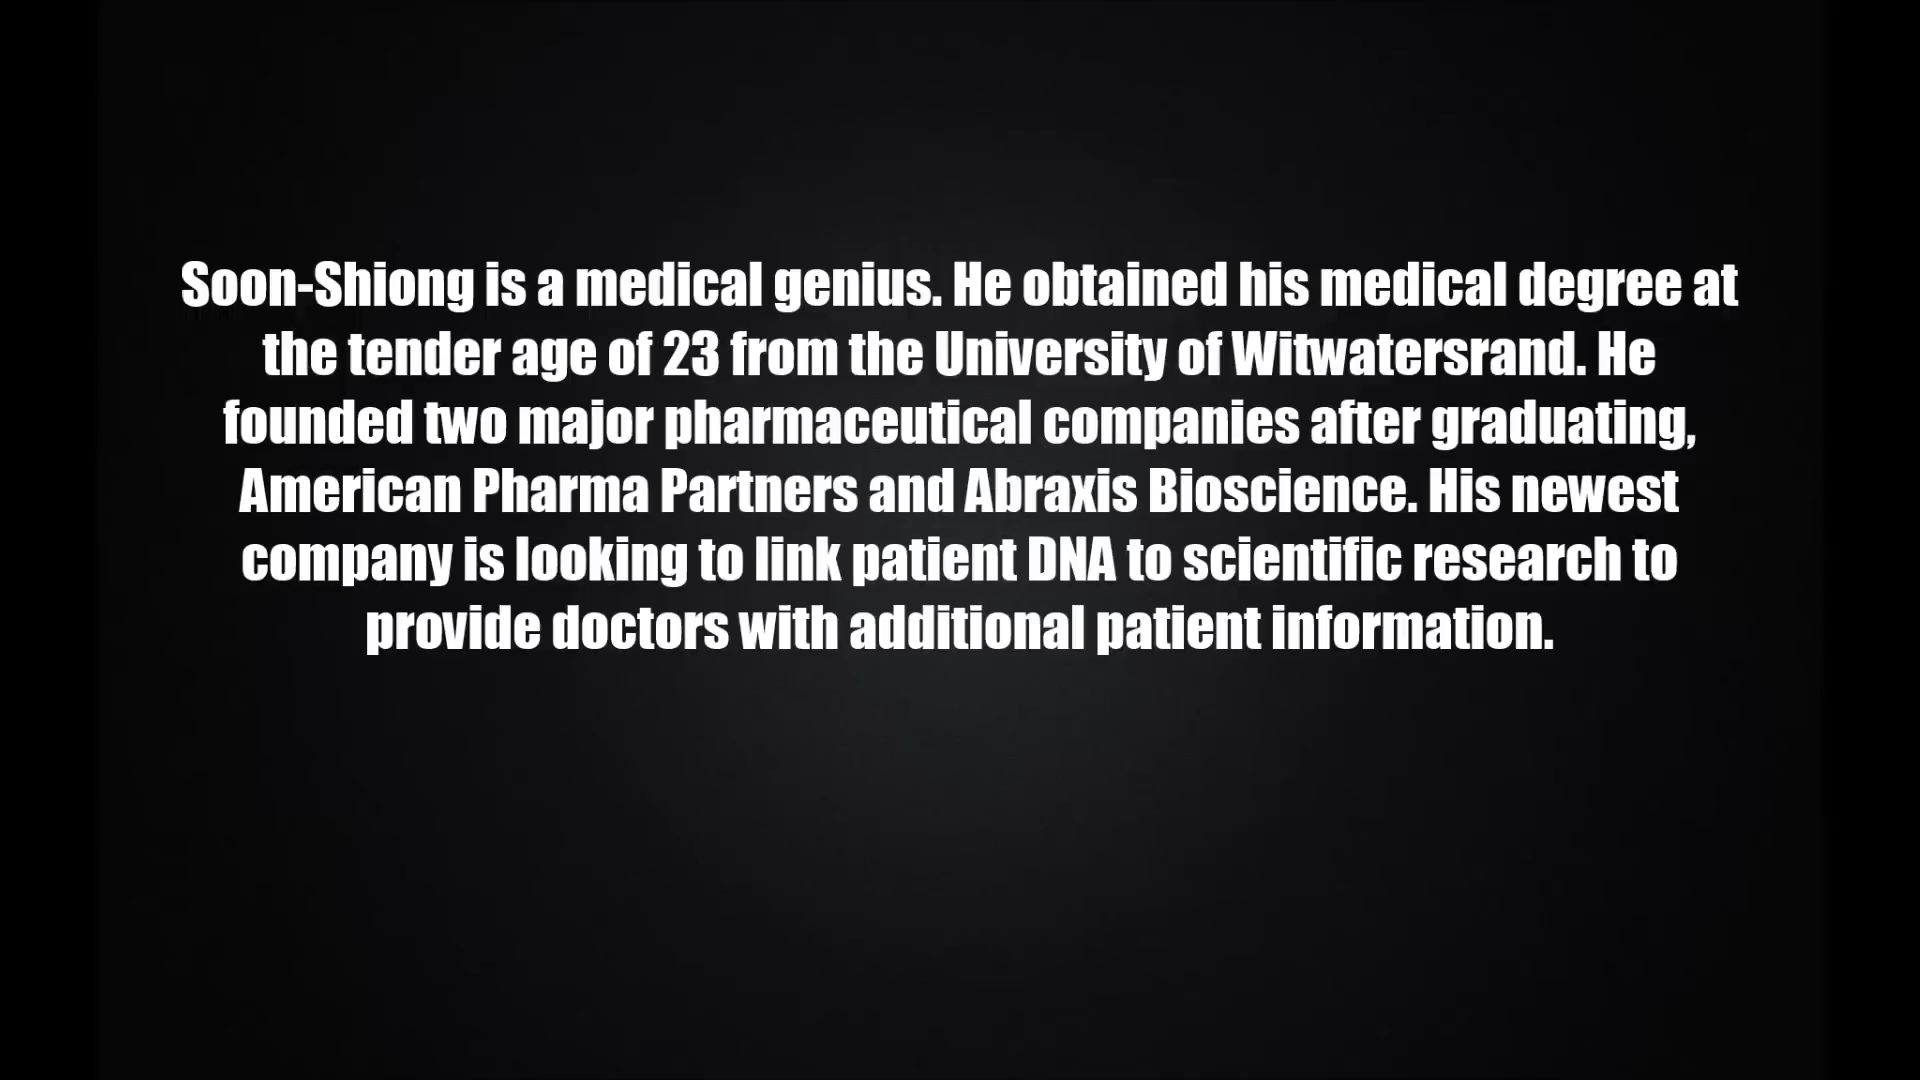 Soon-Shiong is a medical genius. He obtained his medical degree at
the tender age of 23 from the University of Witwatersrand. He
founded two major pharmaceutical companies after graduating,
American Pharma Partners and Abraxis Bioscience. His newest
company is looking to link patient DNA to scientific research to
provide doctors with additional patient information.